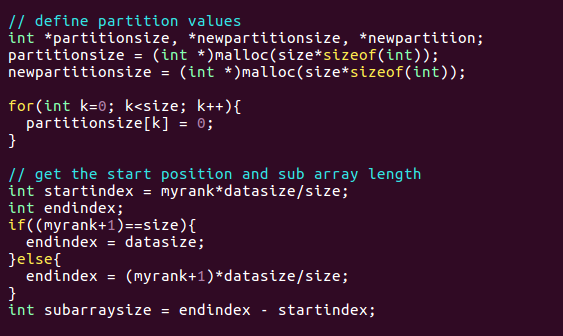 // define partition values
int *partitionsize, *newpartitionsize, *newpartition;
partitionsize = (int *)malloc(size*sizeof(int));
newpartitionsize = (int *)malloc(size*sizeof(int));

for(int k=0; k<size; k++){
  partitionsize[k] = 0;
}

// get the start position and sub array length
int startindex = myrank*datasize/size;
int endindex;
if((myrank+1)==size){
  endindex = datasize;
}else{
  endindex = (myrank+1)*datasize/size;
}
int subarraysize = endindex - startindex;